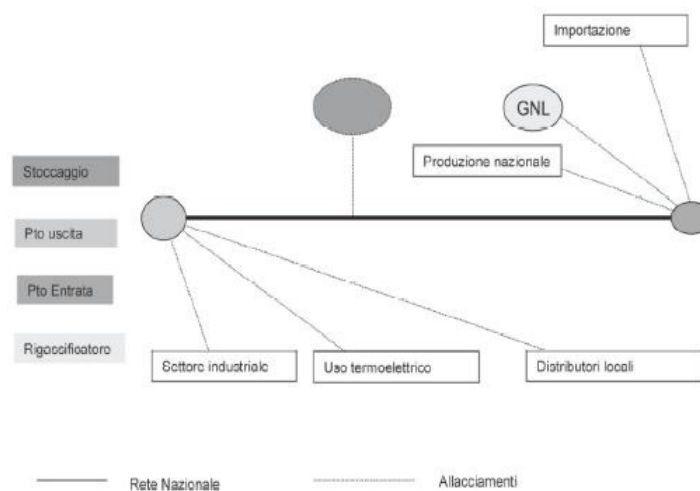 Importazione
GNL
Produzione nazionale
Stoccaggio
Pto uscita
Pto Entrata
Rigassificatore
Settore industriale
Uso termoelettrico
Distributori locali
Rete Nazionale
Allacciamenti